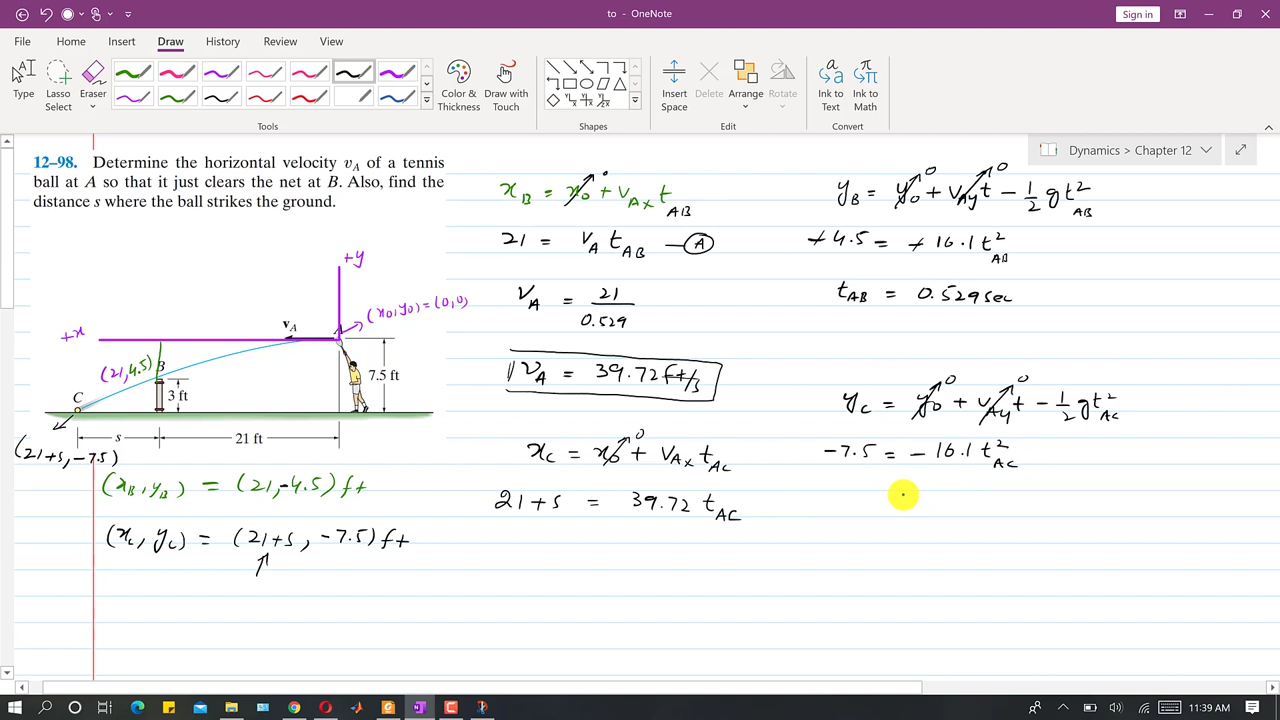 to - OneNote
Sign in
File Home Insert Draw History Review View
Type
Lasso Select
Eraser
Color & Thickness
Draw with Touch
Insert Space
Delete
Arrange
Rotate
Ink to Text
Ink to Math
Tools
Shapes
Edit
Convert
Dynamics > Chapter 12
12–98. Determine the horizontal velocity vA of a tennis
ball at A so that it just clears the net at B. Also, find the
distance s where the ball strikes the ground.
+y
(x0, y0) = (0,0)
+x
vA
A
(21, 4.5)
B
C
3 ft
7.5 ft
s
21 ft
(21+s, -7.5)
(xB, yB) = (21, -4.5) ft
(xC, yC) = (21+s, -7.5) ft
xB = x0 + vAx tAB
0
21 = vA tAB — A
vA = 21 / 0.529
vA = 39.72 ft/s
xC = x0 + vAx tAC
0
21+s = 39.72 tAC
yB = y0 + vAy t - 1/2 g t²AB
0 0
-4.5 = - 16.1 t²AB
tAB = 0.529 sec
yC = y0 + vAy t - 1/2 g t²AC
0 0
-7.5 = - 16.1 t²AC
11:39 AM